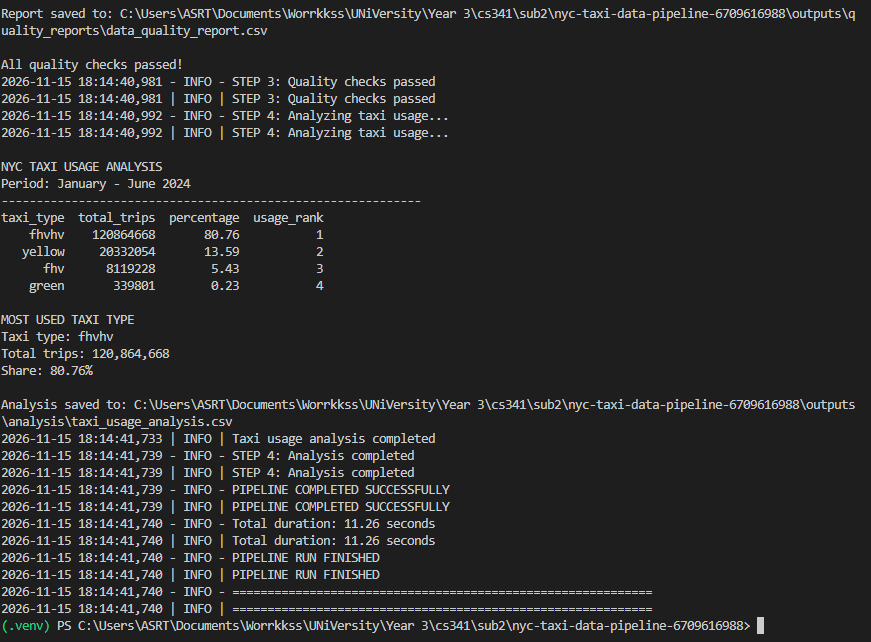 Report saved to: C:\Users\ASRT\Documents\Worrkkss\UNiVersity\Year 3\cs341\sub2\nyc-taxi-data-pipeline-6709616988\outputs\q
uality_reports\data_quality_report.csv
All quality checks passed!
2026-11-15 18:14:40,981 - INFO - STEP 3: Quality checks passed
2026-11-15 18:14:40,981 | INFO | STEP 3: Quality checks passed
2026-11-15 18:14:40,992 - INFO - STEP 4: Analyzing taxi usage...
2026-11-15 18:14:40,992 | INFO | STEP 4: Analyzing taxi usage...
NYC TAXI USAGE ANALYSIS
Period: January - June 2024
------------------------------------------------------------
taxi_type  total_trips  percentage  usage_rank
    fhvhv    120864668       80.76           1
   yellow     20332054       13.59           2
      fhv      8119228        5.43           3
    green       339801        0.23           4
MOST USED TAXI TYPE
Taxi type: fhvhv
Total trips: 120,864,668
Share: 80.76%
Analysis saved to: C:\Users\ASRT\Documents\Worrkkss\UNiVersity\Year 3\cs341\sub2\nyc-taxi-data-pipeline-6709616988\outputs
\analysis\taxi_usage_analysis.csv
2026-11-15 18:14:41,733 | INFO | Taxi usage analysis completed
2026-11-15 18:14:41,739 - INFO - STEP 4: Analysis completed
2026-11-15 18:14:41,739 | INFO | STEP 4: Analysis completed
2026-11-15 18:14:41,739 - INFO - PIPELINE COMPLETED SUCCESSFULLY
2026-11-15 18:14:41,739 | INFO | PIPELINE COMPLETED SUCCESSFULLY
2026-11-15 18:14:41,740 - INFO - Total duration: 11.26 seconds
2026-11-15 18:14:41,740 | INFO | Total duration: 11.26 seconds
2026-11-15 18:14:41,740 - INFO - PIPELINE RUN FINISHED
2026-11-15 18:14:41,740 | INFO | PIPELINE RUN FINISHED
2026-11-15 18:14:41,740 - INFO - ============================================================
2026-11-15 18:14:41,740 | INFO | ============================================================
(.venv) PS C:\Users\ASRT\Documents\Worrkkss\UNiVersity\Year 3\cs341\sub2\nyc-taxi-data-pipeline-6709616988>